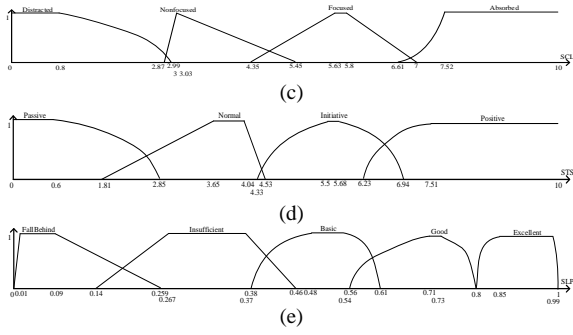 Distracted Nonfocused Focused Absorbed
1
SCL
0 0.8 2.87 2.99 4.35 5.45 5.63 5.8 6.61 7 7.52 10
3 3.03
(c)
Passive Normal Initiative Positive
1
STS
0 0.6 1.81 2.85 3.65 4.04 4.53 5.5 5.68 6.23 6.94 7.51 10
4.33
(d)
Fall Behind Insufficient Basic Good Excellent
1
SLP
0 0.01 0.09 0.14 0.259 0.38 0.46 0.48 0.56 0.61 0.71 0.8 0.85 1
0.267 0.37 0.54 0.73 0.99
(e)